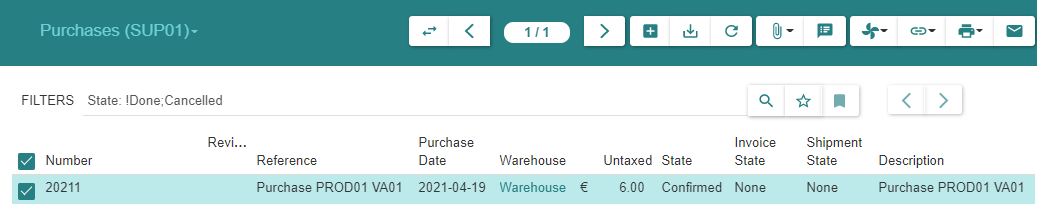 Purchases (SUP01)
1 / 1
FILTERS State: !Done;Cancelled
Number Revi... Reference Purchase Date Warehouse Untaxed State Invoice State Shipment State Description
20211 Purchase PROD01 VA01 2021-04-19 Warehouse € 6.00 Confirmed None None Purchase PROD01 VA01